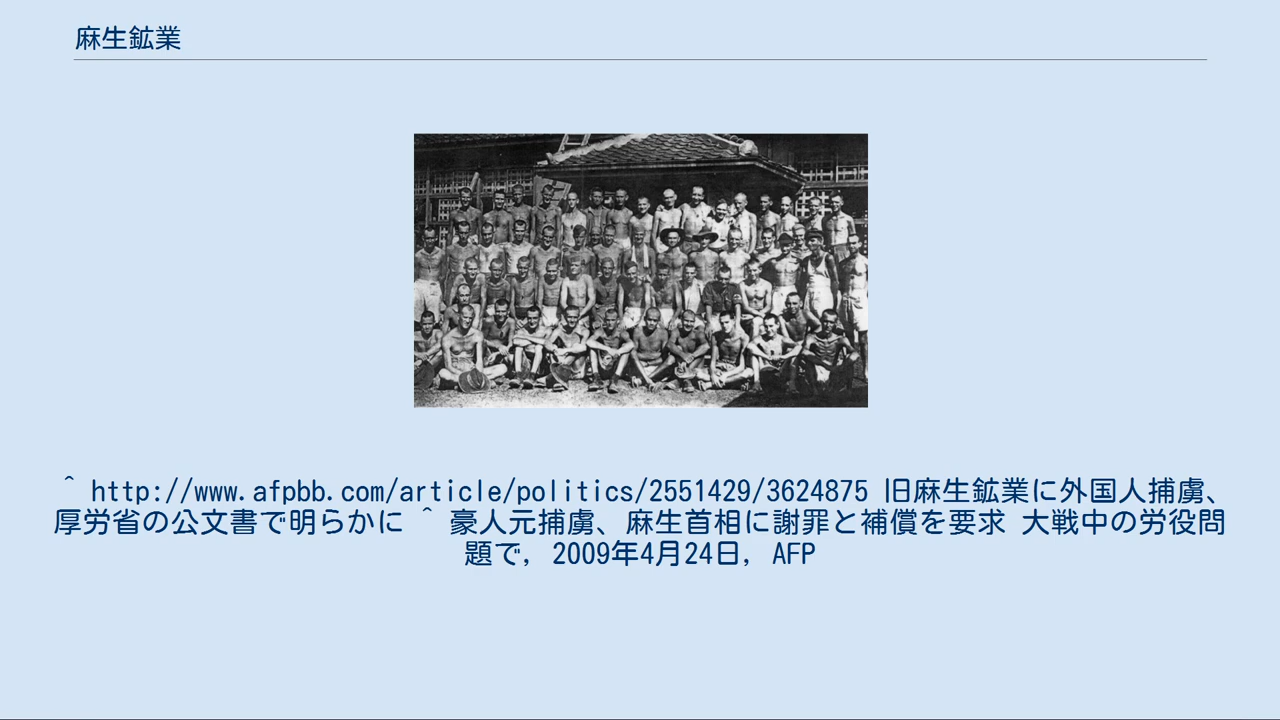 麻生鉱業
^ http://www.afpbb.com/article/politics/2551429/3624875 旧麻生鉱業に外国人捕虜、
厚労省の公文書で明らかに ^ 豪人元捕虜、麻生首相に謝罪と補償を要求 大戦中の労役問
題で, 2009年4月24日, AFP